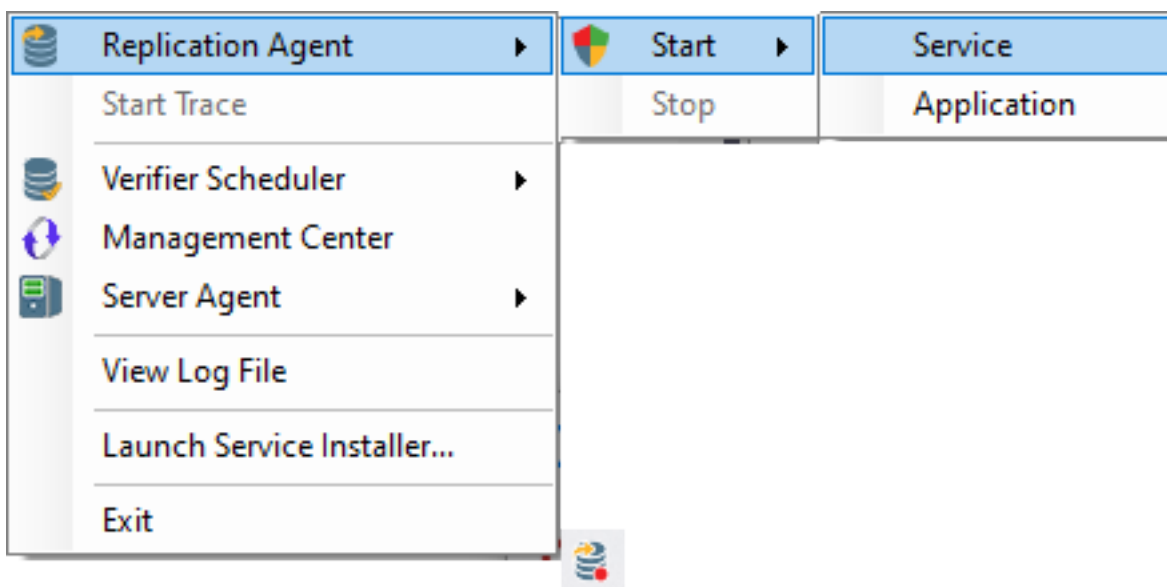 Replication Agent
Start Trace
Verifier Scheduler
Management Center
Server Agent
View Log File
Launch Service Installer...
Exit
Start
Stop
Service
Application